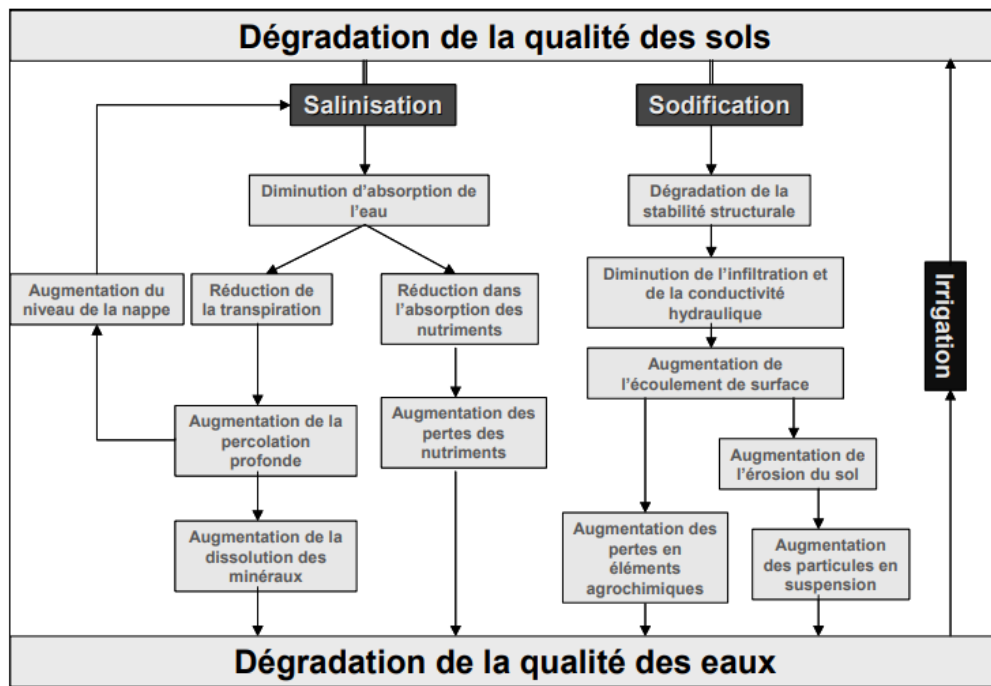 Dégradation de la qualité des sols
Salinisation
Sodification
Diminution d'absorption de
l'eau
Dégradation de la
stabilité structurale
Augmentation du
niveau de la nappe
Réduction de
la transpiration
Réduction dans
l'absorption des
nutriments
Diminution de l'infiltration et
de la conductivité
hydraulique
Irrigation
Augmentation de
l'écoulement de surface
Augmentation de la
percolation
profonde
Augmentation des
pertes des
nutriments
Augmentation de
l'érosion du sol
Augmentation de la
dissolution des
minéraux
Augmentation des
pertes en
éléments
agrochimiques
Augmentation
des particules en
suspension
Dégradation de la qualité des eaux